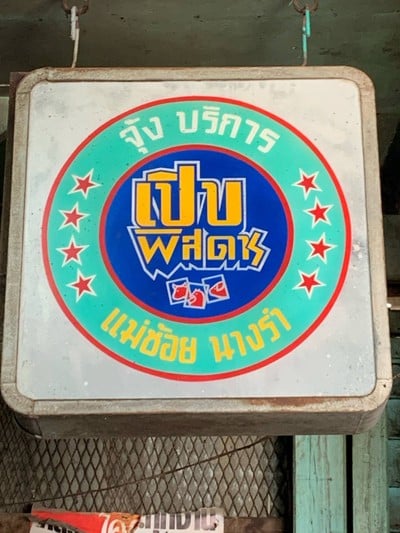 จุ้ง บริการ
เปิบ
พิสดาร
แม่ช้อย นางรำ